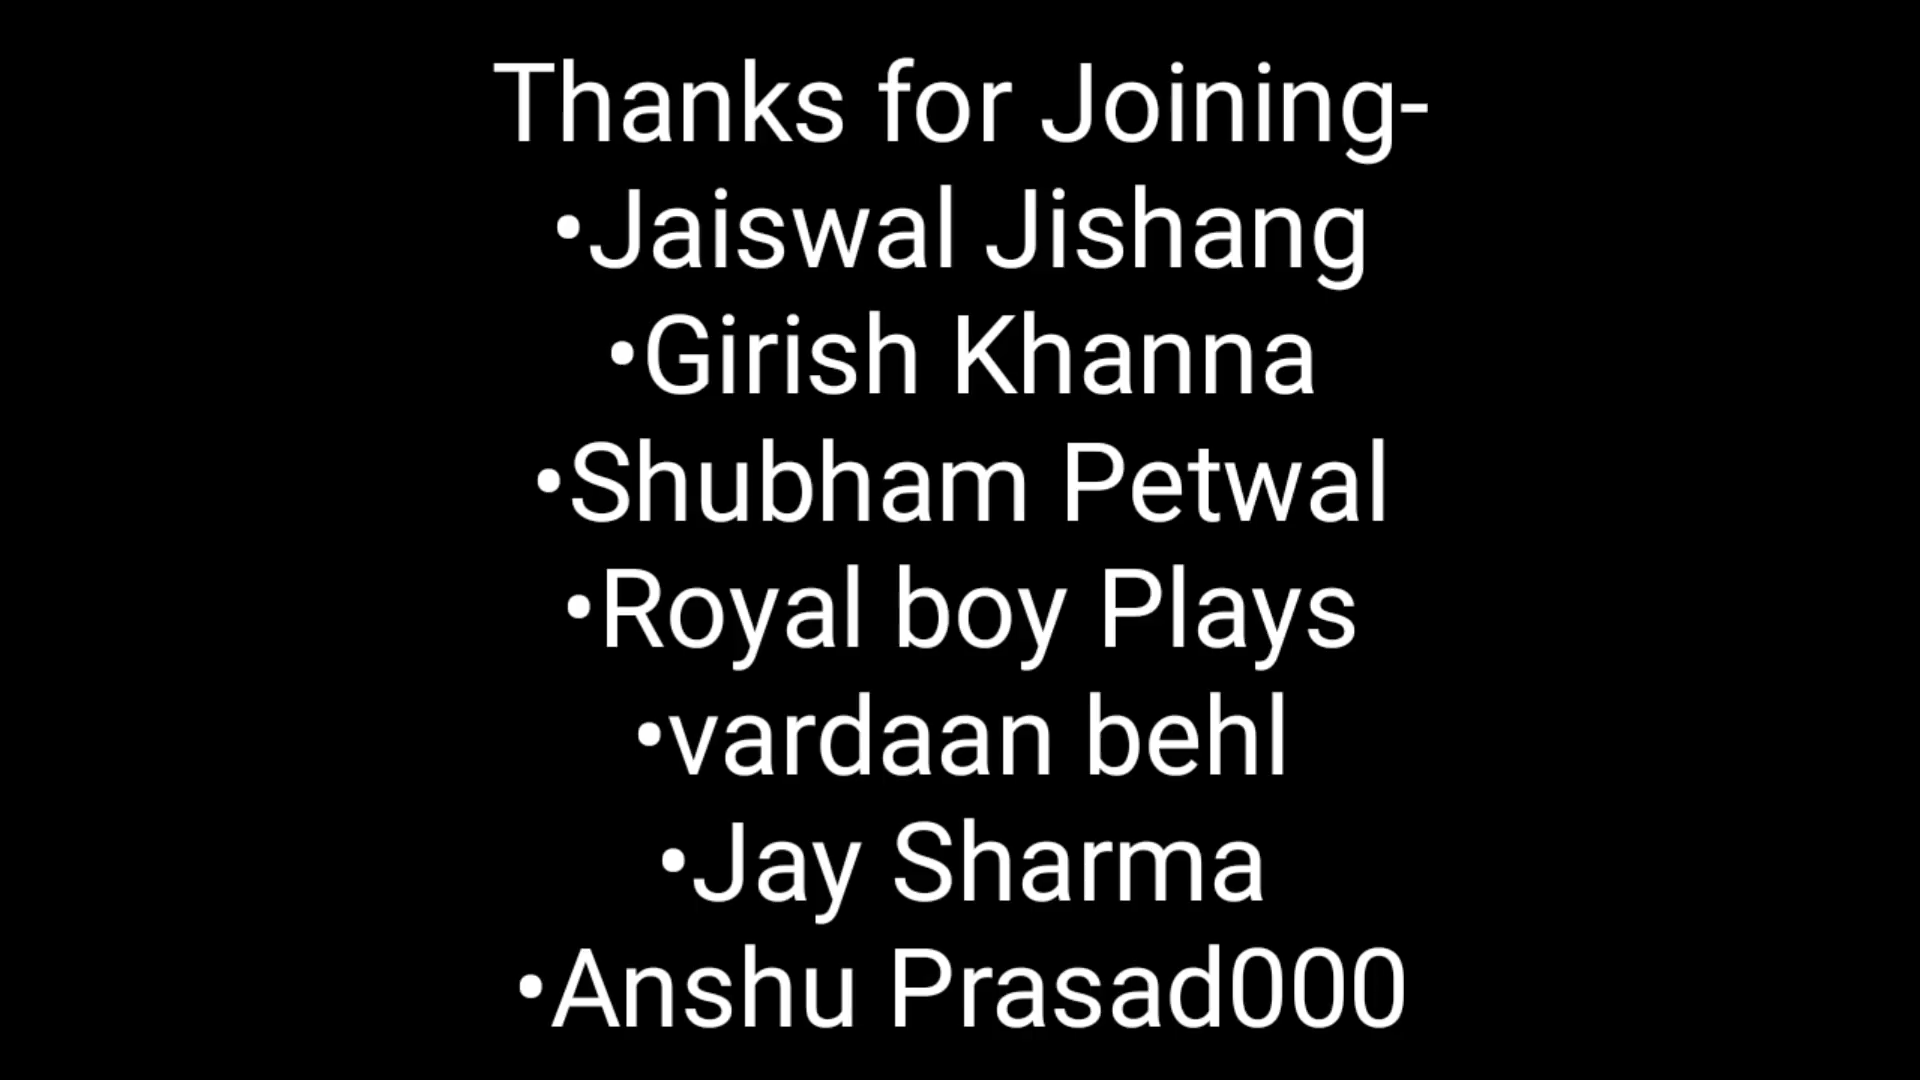 Thanks for Joining-
•Jaiswal Jishang
•Girish Khanna
•Shubham Petwal
•Royal boy Plays
•vardaan behl
•Jay Sharma
•Anshu Prasad000